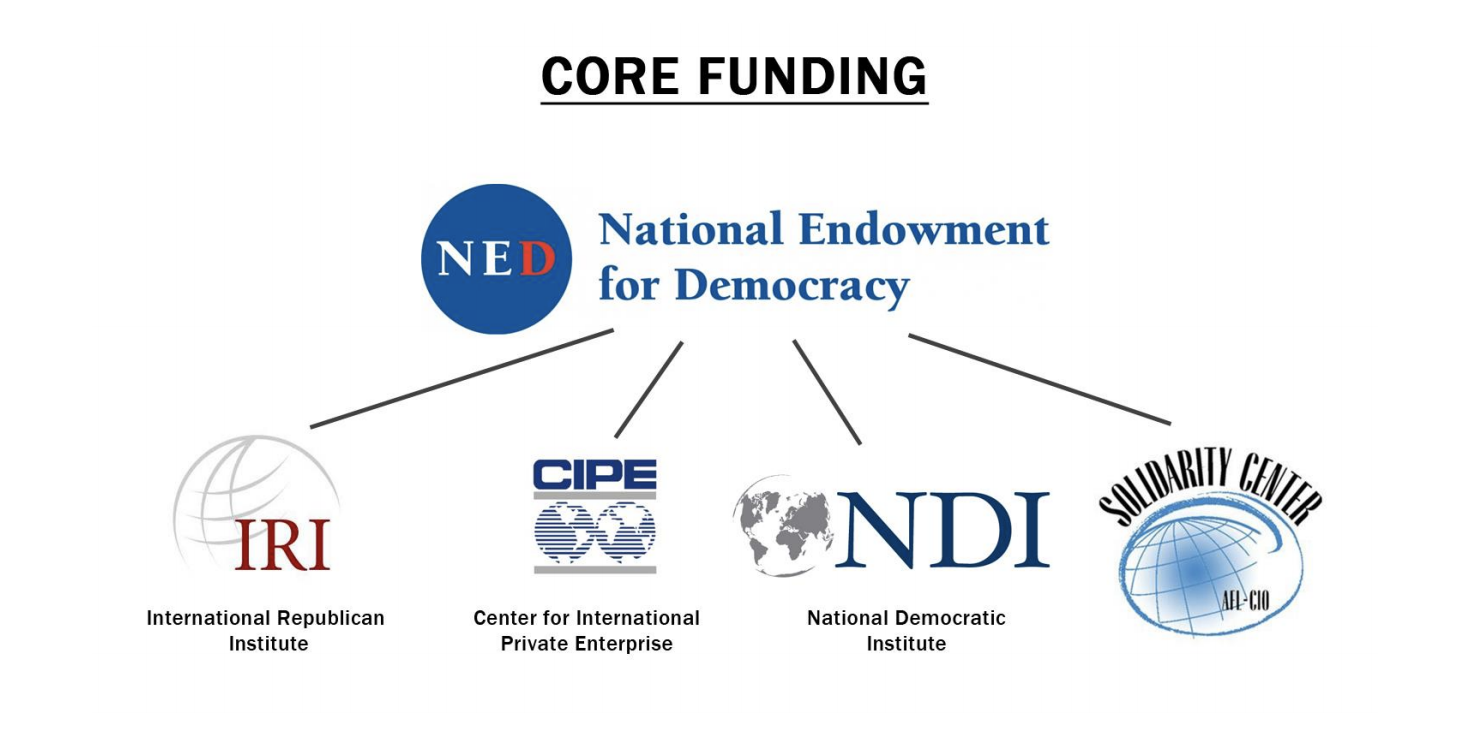 CORE FUNDING
NED
National Endowment
for Democracy
IRI
International Republican
Institute
CIPE
Center for International
Private Enterprise
NDI
National Democratic
Institute
SOLIDARITY CENTER
AFL-CIO